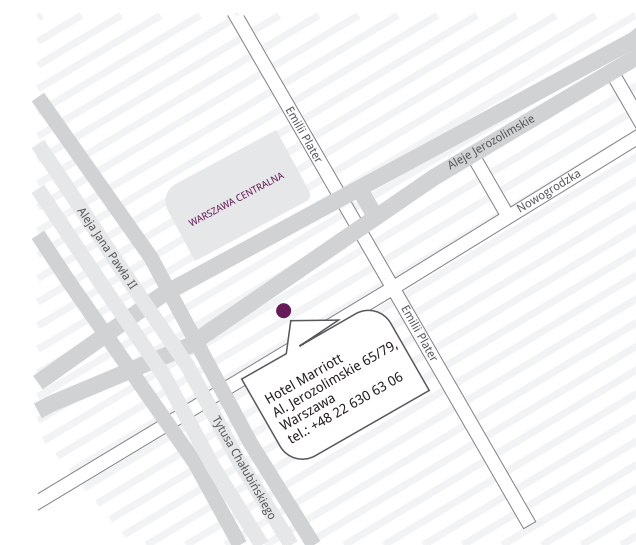 Emilii Plater
Aleje Jerozolimskie
WARSZAWA CENTRALNA
Nowogrodzka
Aleja Jana Pawła II
Emilii Plater
Hotel Marriott
Al. Jerozolimskie 65/79,
Warszawa
tel.: +48 22 630 63 06
Tytusa Chałubińskiego